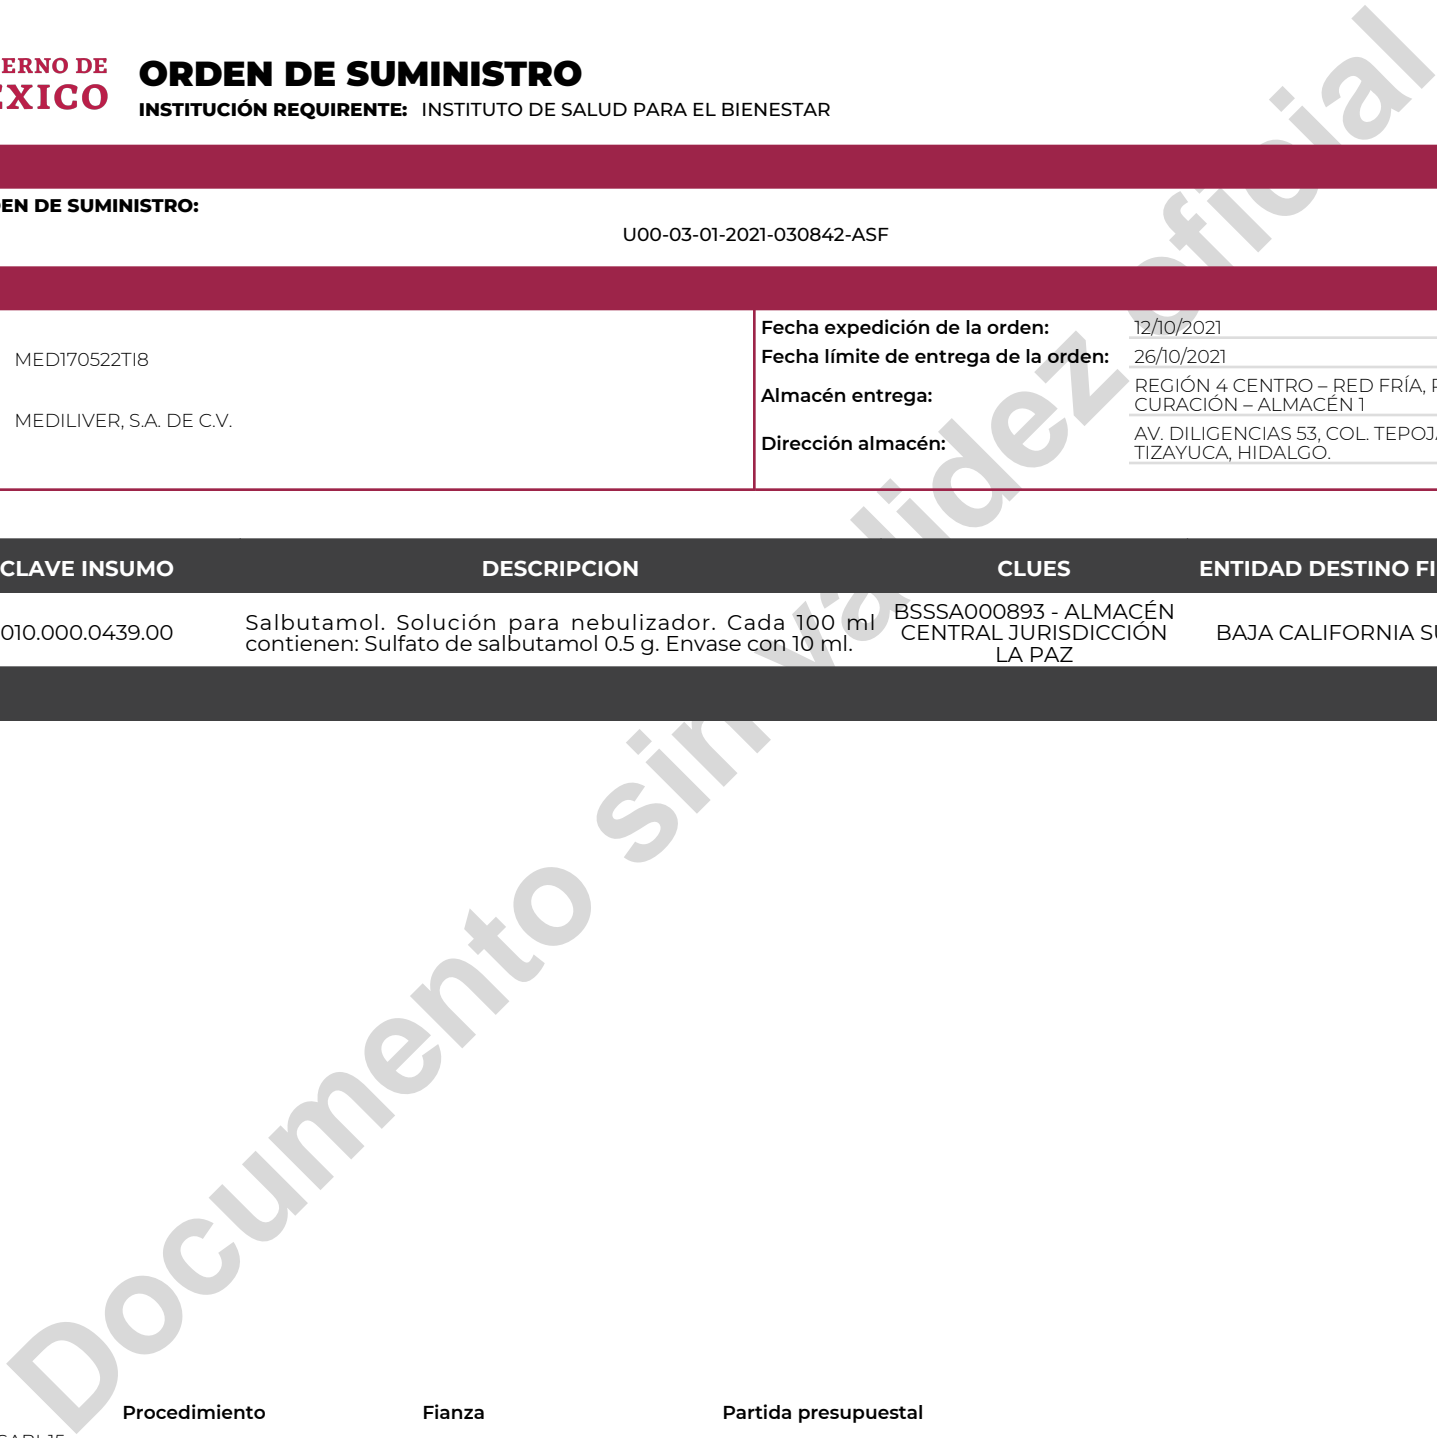 ERNO DE
ORDEN DE SUMINISTRO
INSTITUCIÓN REQUIRENTE: INSTITUTO DE SALUD PARA EL BIENESTAR
EN DE SUMINISTRO:
U00-03-01-2021-030842-ASF
MED170522TI8
MEDILIVER, S.A. DE C.V.
Fecha expedición de la orden: 12/10/2021
Fecha límite de entrega de la orden: 26/10/2021
Almacén entrega: REGIÓN 4 CENTRO – RED FRÍA,
CURACIÓN – ALMACÉN 1
Dirección almacén: AV. DILIGENCIAS 53, COL.
TIZAYUCA, HIDALGO.
CLAVE INSUMO DESCRIPCION CLUES ENTIDAD DESTINO
010.000.0439.00
Salbutamol. Solución para nebulizador. Cada 100 ml
contienen: Sulfato de salbutamol 0.5 g. Envase con 10 ml.
BSSSA000893 - ALMACÉN
CENTRAL JURISDICCIÓN
LA PAZ
BAJA CALIFORNIA
Documento sin validez oficial
Procedimiento Fianza Partida presupuestal